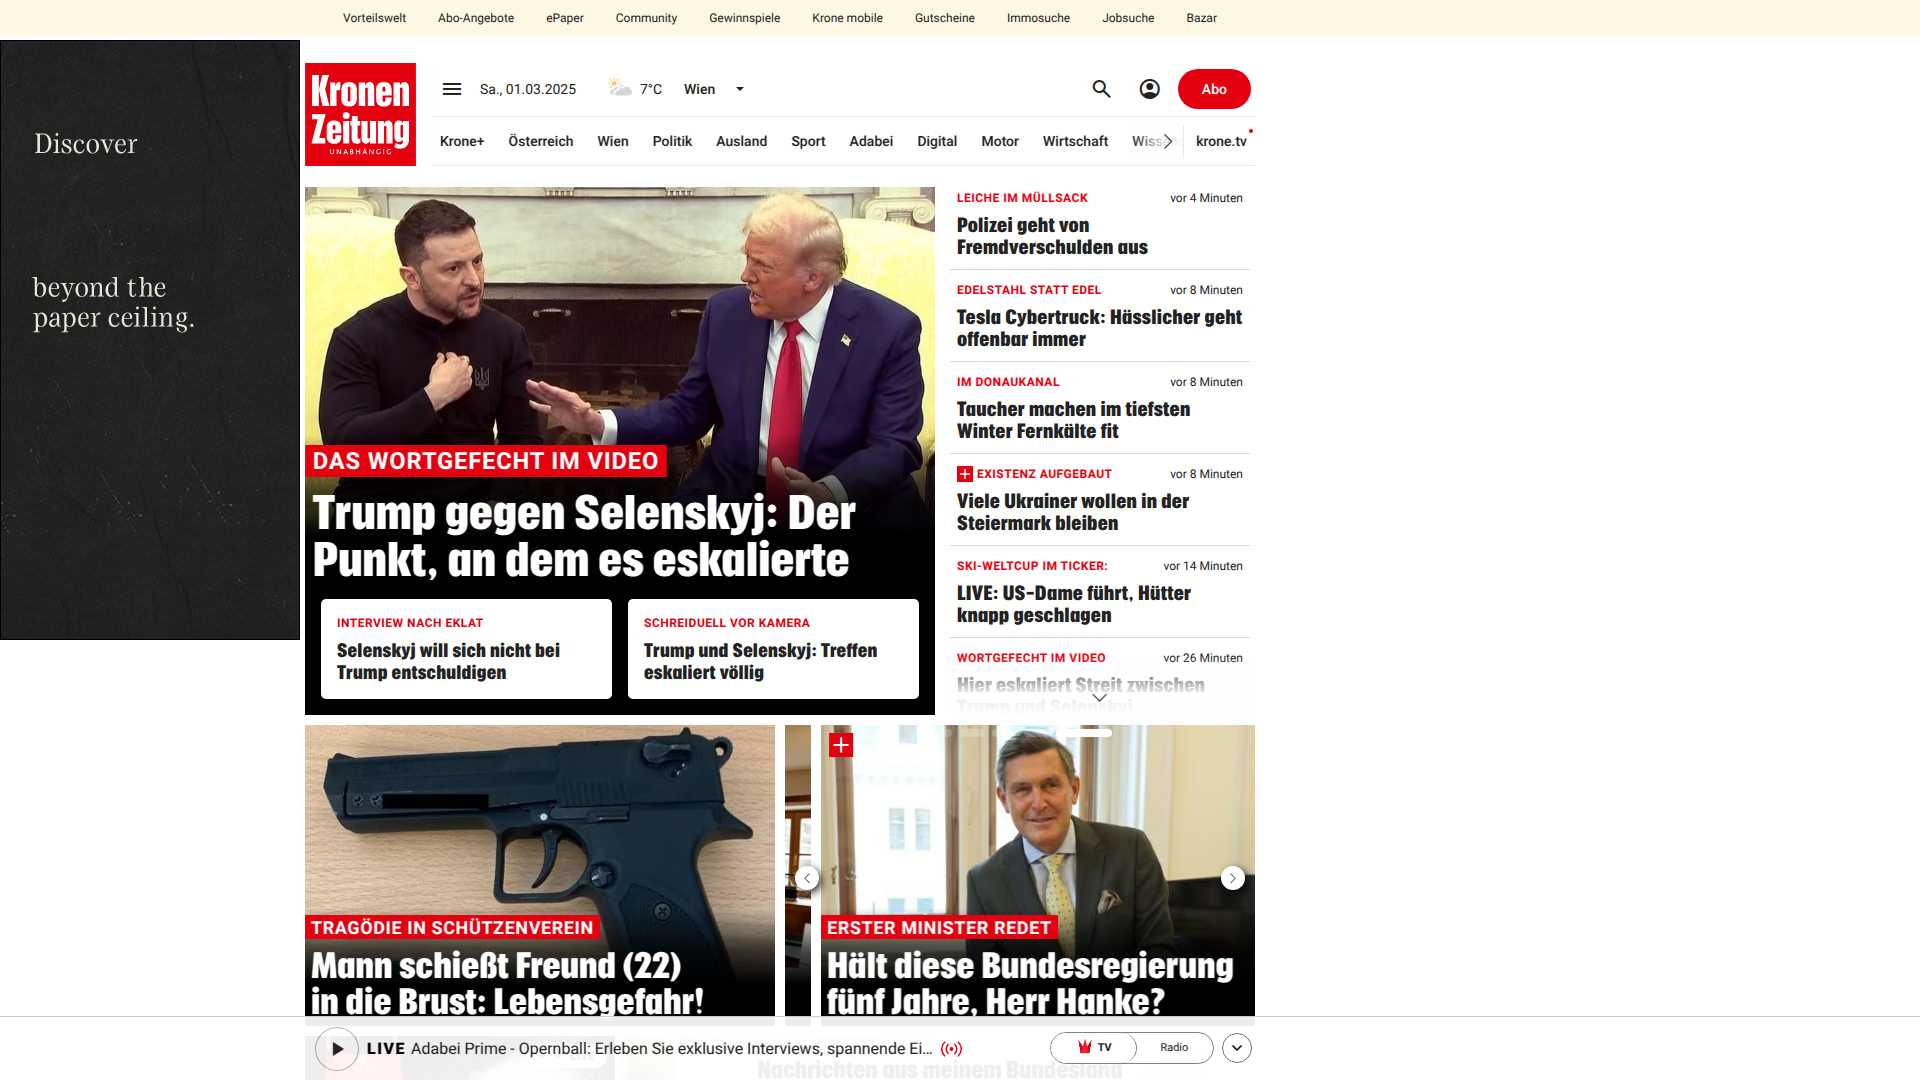 Vorteilswelt Abo-Angebote ePaper Community Gewinnspiele Krone mobile Gutscheine Immosuche Jobsuche Bazar
Discover
beyond the
paper ceiling.
Kronen
Zeitung
UNABHÄNGIG
Sa., 01.03.2025 7°C Wien
Abo
Krone+ Österreich Wien Politik Ausland Sport Adabei Digital Motor Wirtschaft krone.tv
DAS WORTGEFECHT IM VIDEO
Trump gegen Selenskyj: Der
Punkt, an dem es eskalierte
INTERVIEW NACH EKLAT
Selenskyj will sich nicht bei
Trump entschuldigen
SCHREIDUELL VOR KAMERA
Trump und Selenskyj: Treffen
eskaliert völlig
LEICHE IM MÜLLSACK vor 4 Minuten
Polizei geht von
Fremdverschulden aus
EDELSTAHL STATT EDEL vor 8 Minuten
Tesla Cybertruck: Hässlicher geht
offenbar immer
IM DONAUKANAL vor 8 Minuten
Taucher machen im tiefsten
Winter Fernkälte fit
EXISTENZ AUFGEBAUT vor 8 Minuten
Viele Ukrainer wollen in der
Steiermark bleiben
SKI-WELTCUP IM TICKER: vor 14 Minuten
LIVE: US-Dame führt, Hütter
knapp geschlagen
WORTGEFECHT IM VIDEO vor 26 Minuten
Hier eskaliert Streit zwischen
Trump und Selenskyj
TRAGÖDIE IN SCHÜTZENVEREIN
Mann schießt Freund (22)
in die Brust: Lebensgefahr!
ERSTER MINISTER REDET
Hält diese Bundesregierung
fünf Jahre, Herr Hanke?
LIVE Adabei Prime - Opernball: Erleben Sie exklusive Interviews, spannende Ei...
TV Radio
Nachrichten aus meinem Bundesland